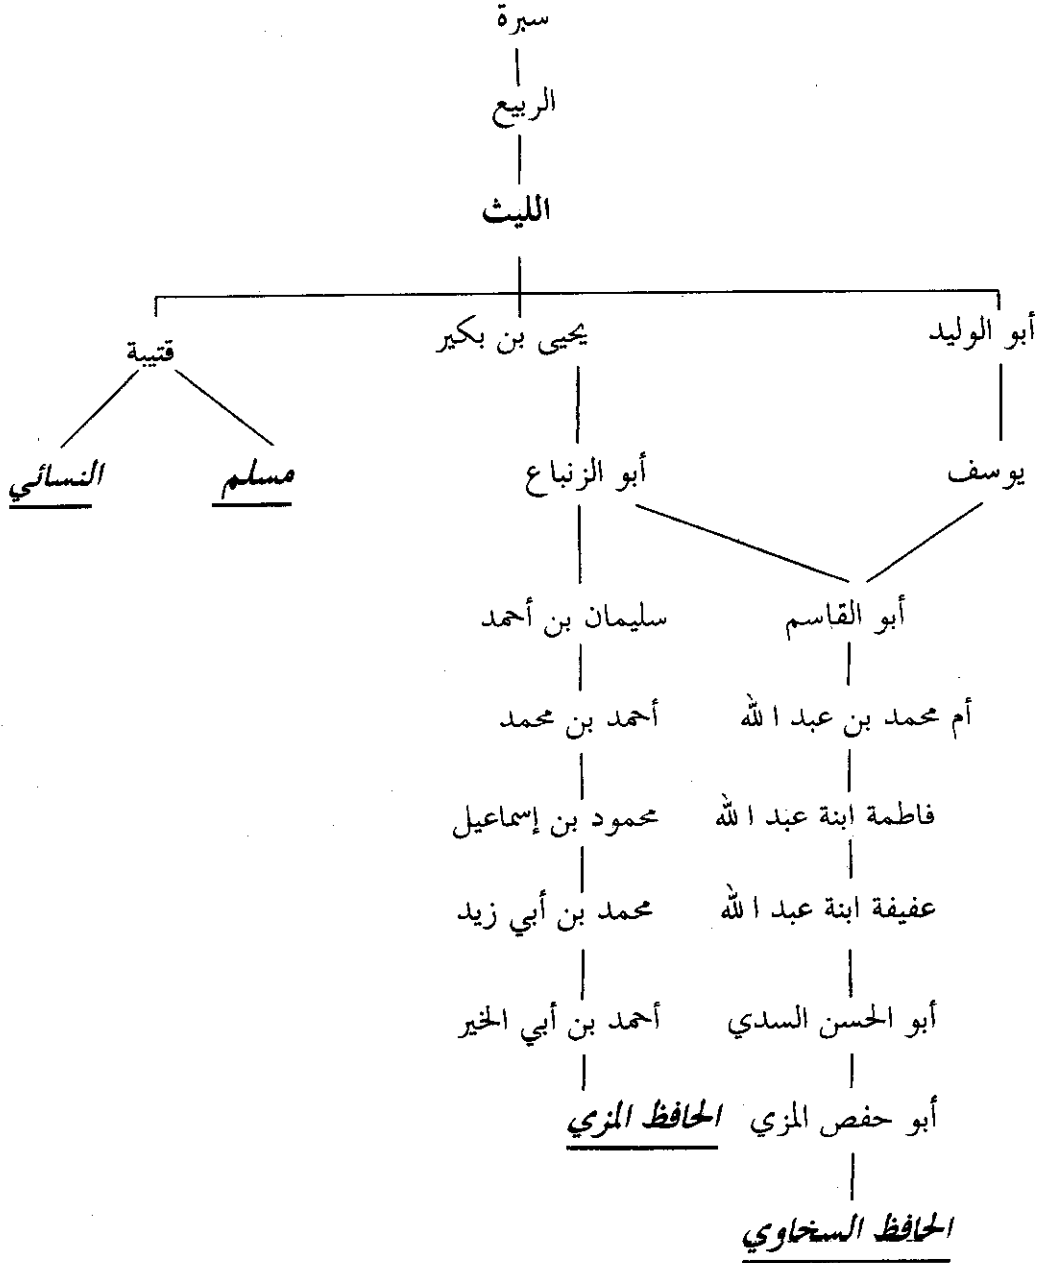 سبرة
الربيع
الليث
أبو الوليد
يحيى بن بكير
قتيبة
يوسف
أبو الزنباع
مسلم
النسائي
أبو القاسم
سليمان بن أحمد
أم محمد بن عبد الله
أحمد بن محمد
فاطمة ابنة عبد الله
محمود بن إسماعيل
عفيفة ابنة عبد الله
محمد بن أبي زيد
أبو الحسن السدي
أحمد بن أبي الخير
أبو حفص المزي
الحافظ المزي
الحافظ السخاوي